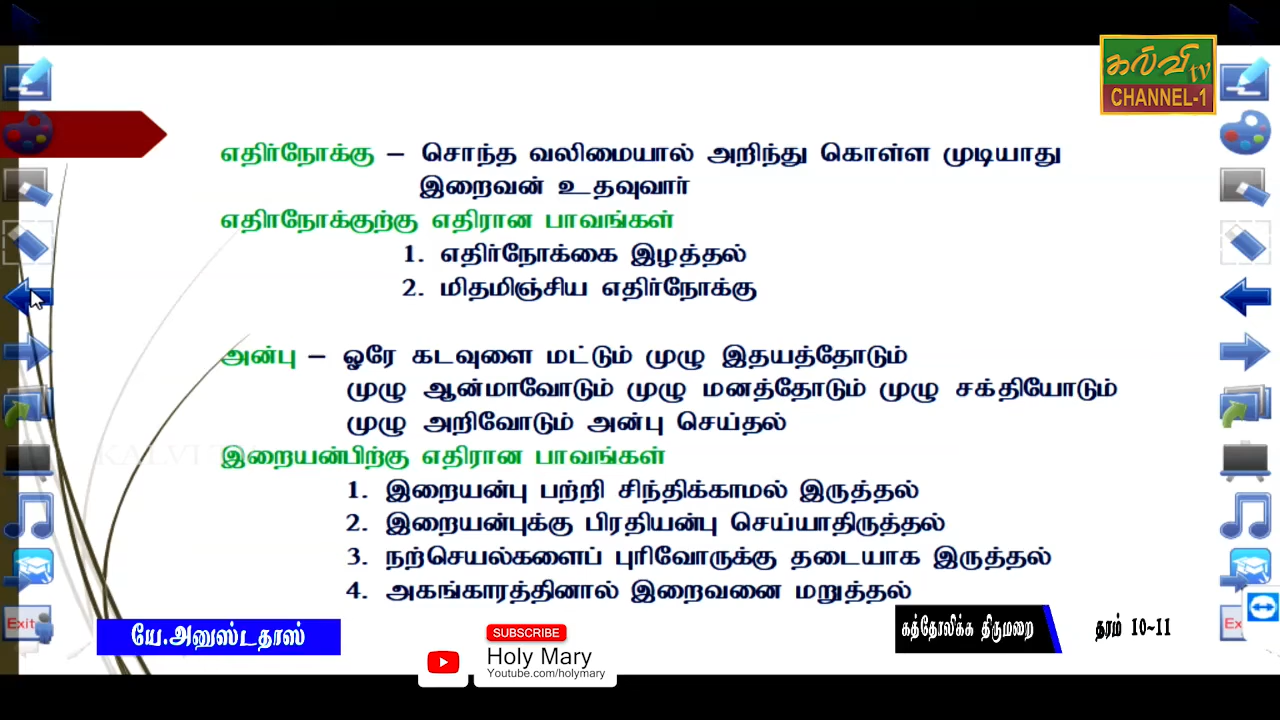 கல்வி tv
CHANNEL-1
எதிர்நோக்கு – சொந்த வலிமையால் அறிந்து கொள்ள முடியாது
இறைவன் உதவுவார்
எதிர்நோக்குற்கு எதிரான பாவங்கள்
1. எதிர்நோக்கை இழத்தல்
2. மிதமிஞ்சிய எதிர்நோக்கு
அன்பு – ஓரே கடவுளை மட்டும் முழு இதயத்தோடும்
முழு ஆன்மாவோடும் முழு மனத்தோடும் முழு சக்தியோடும்
முழு அறிவோடும் அன்பு செய்தல்
KALVI TV
இறையன்பிற்கு எதிரான பாவங்கள்
1. இறையன்பு பற்றி சிந்திக்காமல் இருத்தல்
2. இறையன்புக்கு பிரதியன்பு செய்யாதிருத்தல்
3. நற்செயல்களைப் புரிவோருக்கு தடையாக இருத்தல்
4. அகங்காரத்தினால் இறைவனை மறுத்தல்
Exit
Ex
யே.அனுஸ்டதாஸ்
SUBSCRIBE
Holy Mary
Youtube.com/holymary
கத்தோலிக்க திருமறை
தரம் 10~11